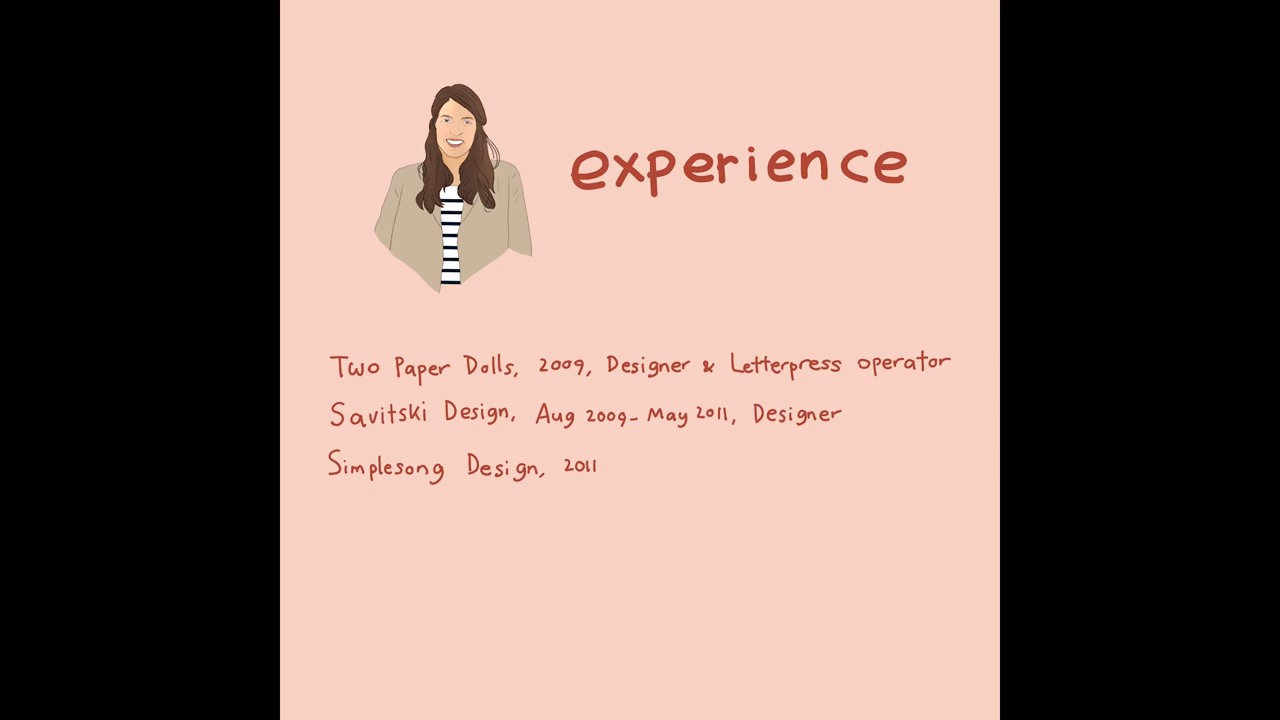 experience
Two Paper Dolls, 2009, Designer & Letterpress operator
Savitski Design, Aug 2009- May 2011, Designer
Simplesong Design, 2011